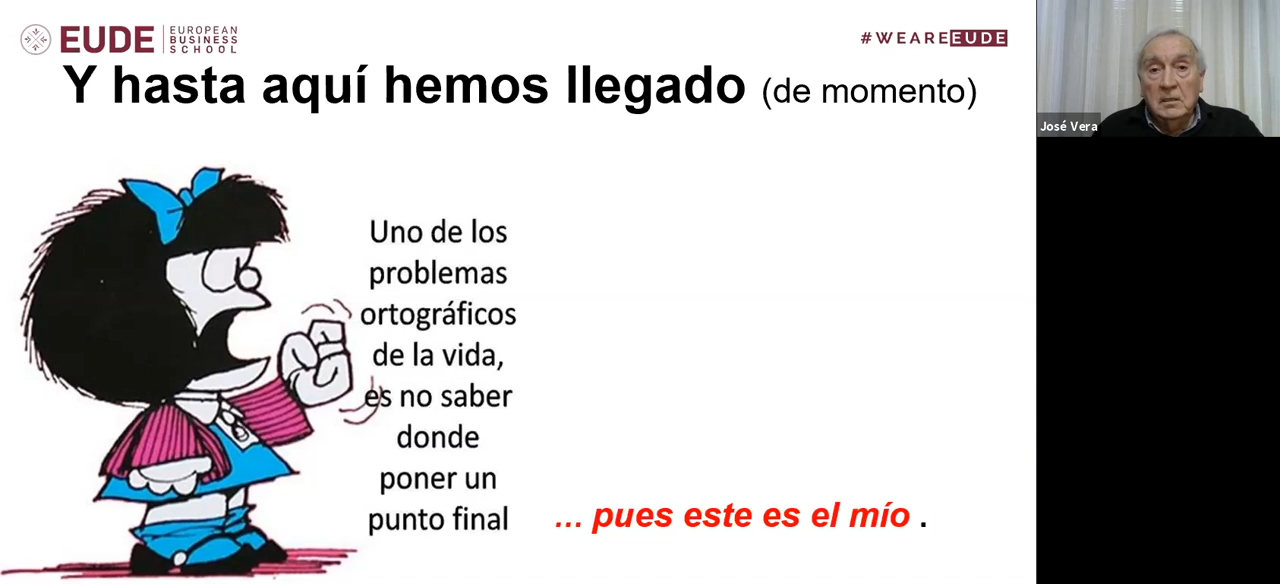 EUDE
EUROPEAN
BUSINESS
SCHOOL
#WEAREEUDE
Y hasta aquí hemos llegado (de momento)
José Vera
Uno de los
problemas
ortográficos
de la vida,
es no saber
donde
poner un
punto final
... pues este es el mío .